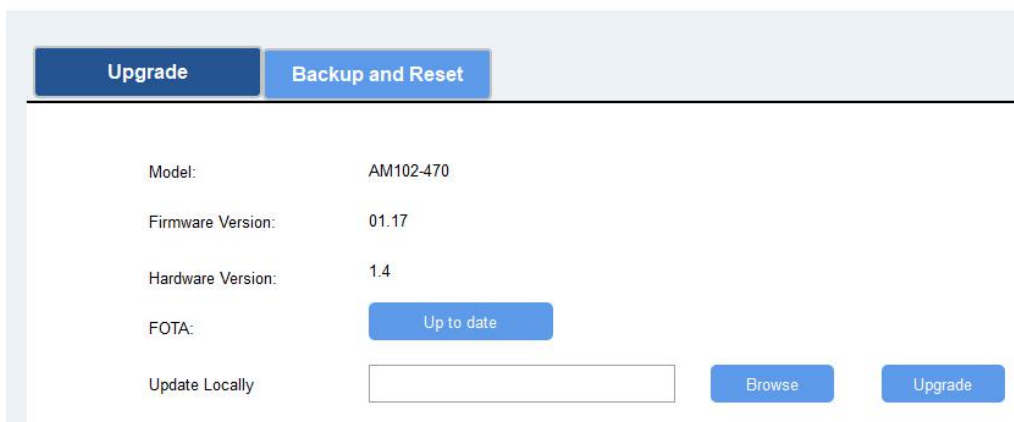 Upgrade Backup and Reset
Model: AM102-470
Firmware Version: 01.17
Hardware Version: 1.4
FOTA: Up to date
Update Locally Browse Upgrade